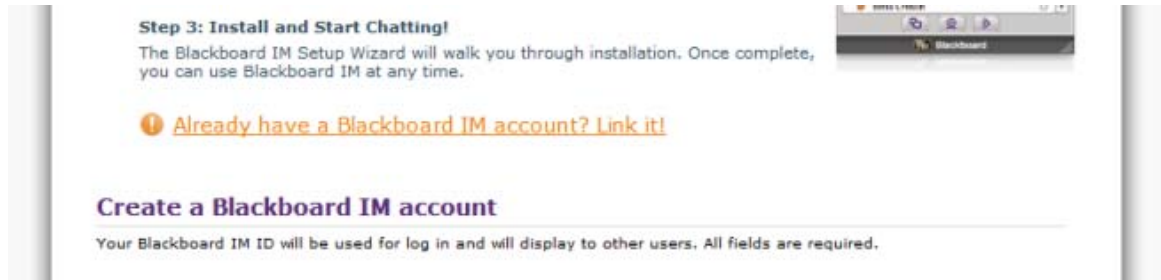 Step 3: Install and Start Chatting!
The Blackboard IM Setup Wizard will walk you through installation. Once complete,
you can use Blackboard IM at any time.
Blackboard
Already have a Blackboard IM account? Link it!
Create a Blackboard IM account
Your Blackboard IM ID will be used for log in and will display to other users. All fields are required.